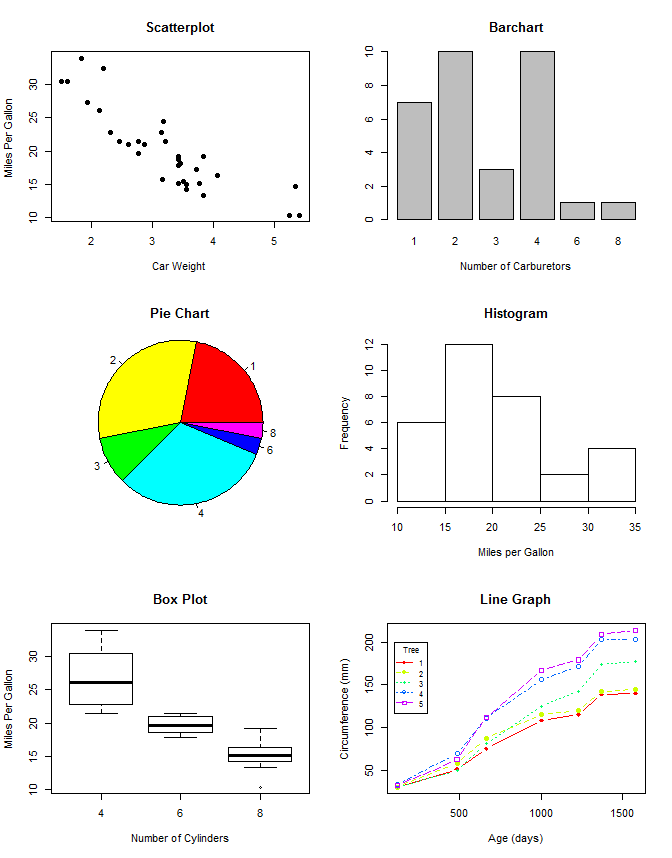 Scatterplot
Miles Per Gallon
30
25
20
15
10
2 3 4 5
Car Weight
Barchart
10
8
6
4
2
0
1 2 3 4 6 8
Number of Carburetors
Pie Chart
1
2
3
4
6
8
Histogram
Frequency
12
10
8
6
4
2
0
10 15 20 25 30 35
Miles per Gallon
Box Plot
Miles Per Gallon
30
25
20
15
10
4 6 8
Number of Cylinders
Line Graph
Circumference (mm)
200
150
100
50
Tree
1
2
3
4
5
500 1000 1500
Age (days)